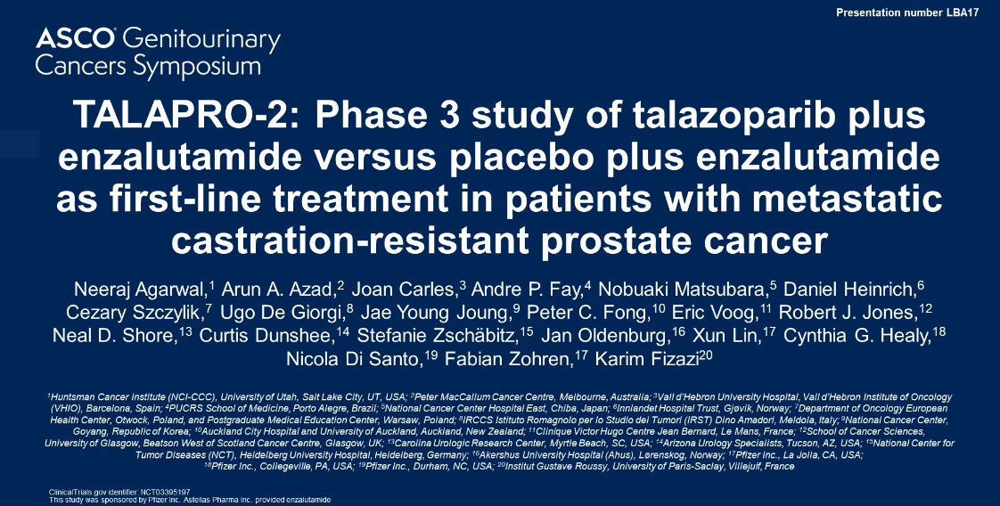 Presentation number LBA17
ASCO® Genitourinary
Cancers Symposium
TALAPRO-2: Phase 3 study of talazoparib plus
enzalutamide versus placebo plus enzalutamide
as first-line treatment in patients with metastatic
castration-resistant prostate cancer
Neeraj Agarwal,¹ Arun A. Azad,² Joan Carles,³ Andre P. Fay,⁴ Nobuaki Matsubara,⁵ Daniel Heinrich,⁶
Cezary Szczylik,⁷ Ugo De Giorgi,⁸ Jae Young Joung,⁹ Peter C. Fong,¹⁰ Eric Voog,¹¹ Robert J. Jones,¹²
Neal D. Shore,¹³ Curtis Dunshee,¹⁴ Stefanie Zschäbitz,¹⁵ Jan Oldenburg,¹⁶ Xun Lin,¹⁷ Cynthia G. Healy,¹⁸
Nicola Di Santo,¹⁹ Fabian Zohren,¹⁷ Karim Fizazi²⁰
¹Huntsman Cancer Institute (NCI-CCC), University of Utah, Salt Lake City, UT, USA; ²Peter MacCallum Cancer Centre, Melbourne, Australia; ³Vall d'Hebron University Hospital, Vall d'Hebron Institute of Oncology
(VHIO), Barcelona, Spain; ⁴PUCRS School of Medicine, Porto Alegre, Brazil; ⁵National Cancer Center Hospital East, Chiba, Japan; ⁶Innlandet Hospital Trust, Gjøvik, Norway; ⁷Department of Oncology European
Health Center, Otwock, Poland, and Postgraduate Medical Education Center, Warsaw, Poland; ⁸IRCCS Istituto Romagnolo per lo Studio dei Tumori (IRST) Dino Amadori, Meldola, Italy; ⁹National Cancer Center,
Goyang, Republic of Korea; ¹⁰Auckland City Hospital and University of Auckland, Auckland, New Zealand; ¹¹Clinique Victor Hugo Centre Jean Bernard, Le Mans, France; ¹²School of Cancer Sciences,
University of Glasgow, Beatson West of Scotland Cancer Centre, Glasgow, UK; ¹³Carolina Urologic Research Center, Myrtle Beach, SC, USA; ¹⁴Arizona Urology Specialists, Tucson, AZ, USA; ¹⁵National Center for
Tumor Diseases (NCT), Heidelberg University Hospital, Heidelberg, Germany; ¹⁶Akershus University Hospital (Ahus), Lørenskog, Norway; ¹⁷Pfizer Inc., La Jolla, CA, USA;
¹⁸Pfizer Inc., Collegeville, PA, USA; ¹⁹Pfizer Inc., Durham, NC, USA; ²⁰Institut Gustave Roussy, University of Paris-Saclay, Villejuif, France
ClinicalTrials.gov identifier: NCT03395197
This study was sponsored by Pfizer Inc. Astellas Pharma Inc. provided enzalutamide